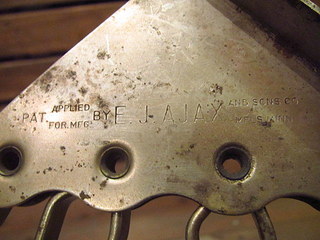 PAT. APPLIED FOR. MFG. BY E. J. AJAX AND SONS CO